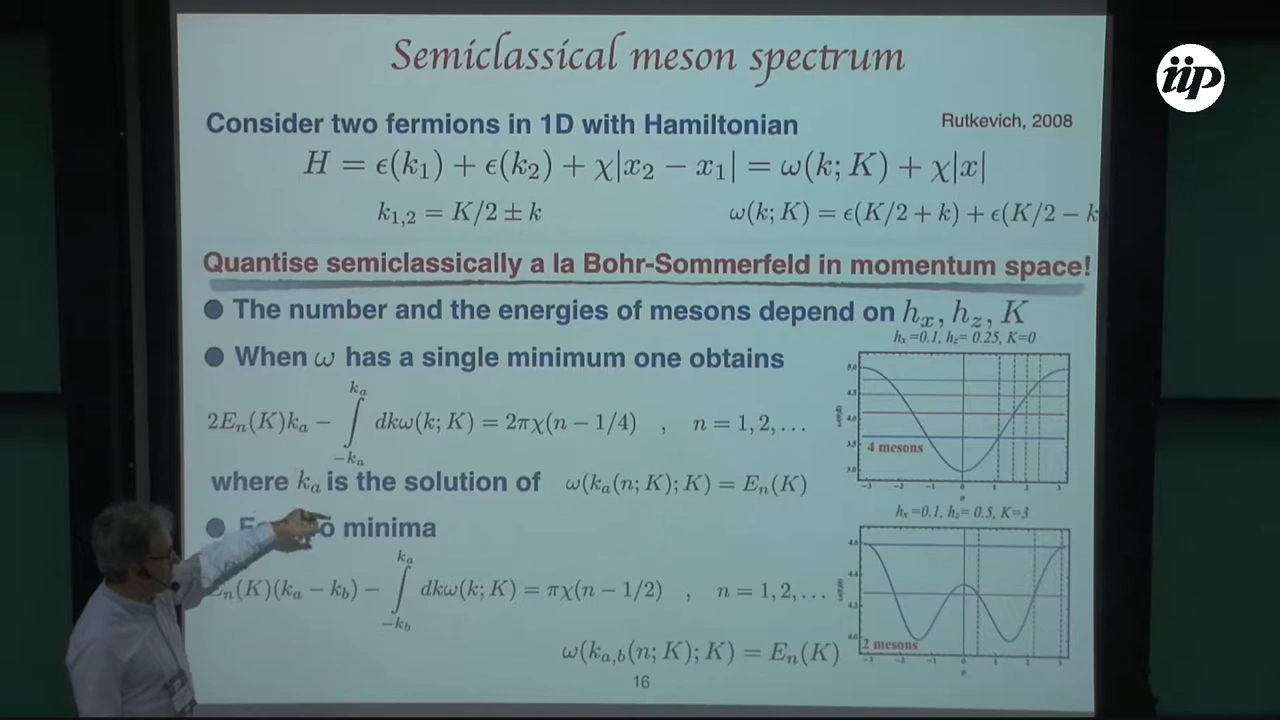 Semiclassical meson spectrum
iip
Consider two fermions in 1D with Hamiltonian
Rutkevich, 2008
H = ϵ(k₁) + ϵ(k₂) + χ|x₂ − x₁| = ω(k; K) + χ|x|
k₁,₂ = K/2 ± k
ω(k; K) = ϵ(K/2 + k) + ϵ(K/2 − k
Quantise semiclassically a la Bohr-Sommerfeld in momentum space!
The number and the energies of mesons depend on hₓ, h_z, K
hₓ=0.1, h_z= 0.25, K=0
When ω has a single minimum one obtains
2Eₙ(K)kₐ − ∫_{−kₐ}^{kₐ} dkω(k; K) = 2πχ(n − 1/4) , n = 1, 2, . . .
4 mesons
where kₐ is the solution of ω(kₐ(n; K); K) = Eₙ(K)
hₓ=0.1, h_z= 0.5, K=3
minima
Eₙ(K)(kₐ − k_b) − ∫_{−k_b}^{kₐ} dkω(k; K) = πχ(n − 1/2) , n = 1, 2, . . .
2 mesons
ω(k_{a,b}(n; K); K) = Eₙ(K)
16